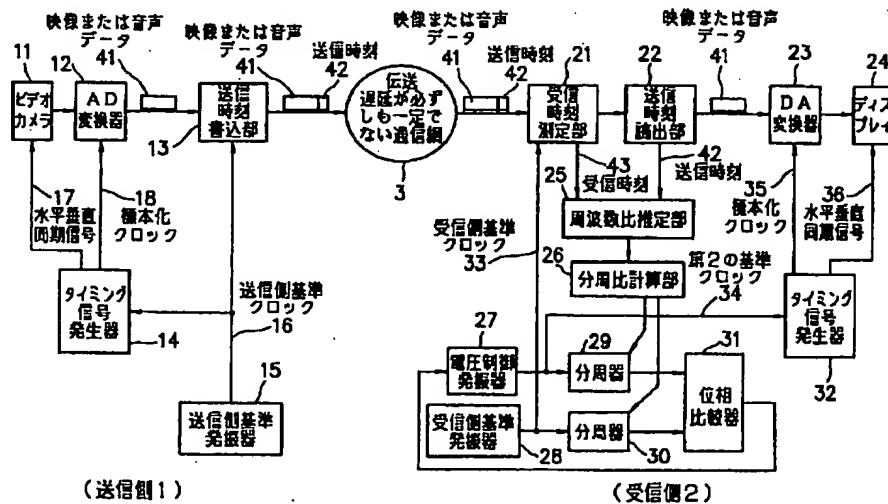 映像または音声
データ
41
映像または音声
データ
41
送信時刻
42
映像または音声
データ
41
送信時刻
42
映像または音声
データ
41
11
ビデオ
カメラ
12
AD
変換器
送信
時刻
書込部
13
伝送
遅延が必ず
しも一定で
ない通信網
3
21
受信
時刻
測定部
22
送信
時刻
読出部
23
DA
変換器
24
ディス
プレイ
17
水平垂直
同期信号
18
標本化
クロック
43
受信時刻
42
送信時刻
25
周波数比推定部
26
分周比計算部
受信側基準
クロック
33
第2の基準
クロック
34
35
標本化
クロック
36
水平垂直
同期信号
タイミング
信号
発生器
14
送信側基準
クロック
16
15
送信側基準
発振器
27
電圧制御
発振器
受信側基準
発振器
28
29
分周器
分周器
30
31
位相
比較器
タイミング
信号
発生器
32
(送信側1)
(受信側2)